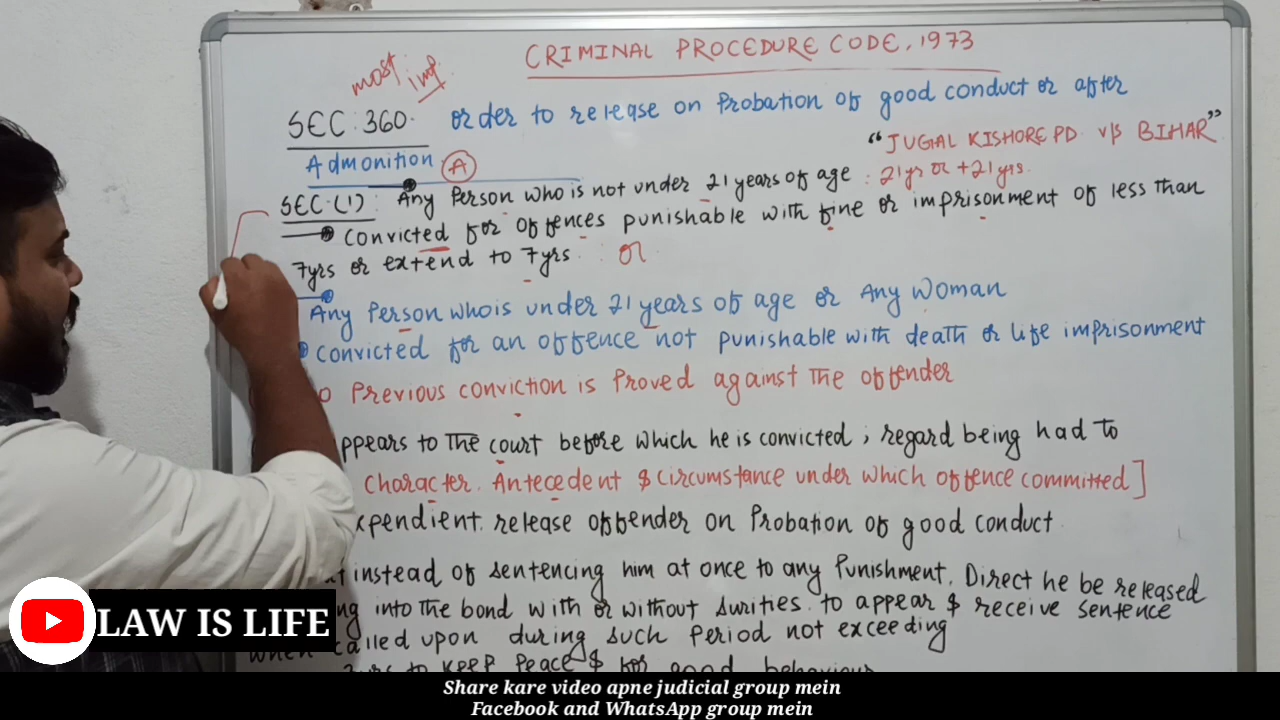 CRIMINAL PROCEDURE CODE, 1973
most imp.
SEC. 360. order to release on Probation of good conduct or after
Admonition (A) "JUGAL KISHORE PD v/s BIHAR"
SEC.(1): Any Person who is not under 21 years of age : 21yr or +21yrs.
Convicted for offences punishable with fine or imprisonment of less than
7yrs or extend to 7yrs. : or
Any Person who is under 21 years of age or Any Woman
Convicted for an offence not punishable with death or life imprisonment
Previous conviction is Proved against the offender
ppears to the court before which he is convicted; regard being had to
character. Antecedent & circumstance under which offence committed]
xpendient. release offender on Probation of good conduct
instead of sentencing him at once to any Punishment. Direct he be released
ng into the bond with or without surities. to appear & receive sentence
when called upon during such Period not exceeding
3yrs to keep Peace & for good behaviour
LAW IS LIFE
Share kare video apne judicial group mein
Facebook and WhatsApp group mein